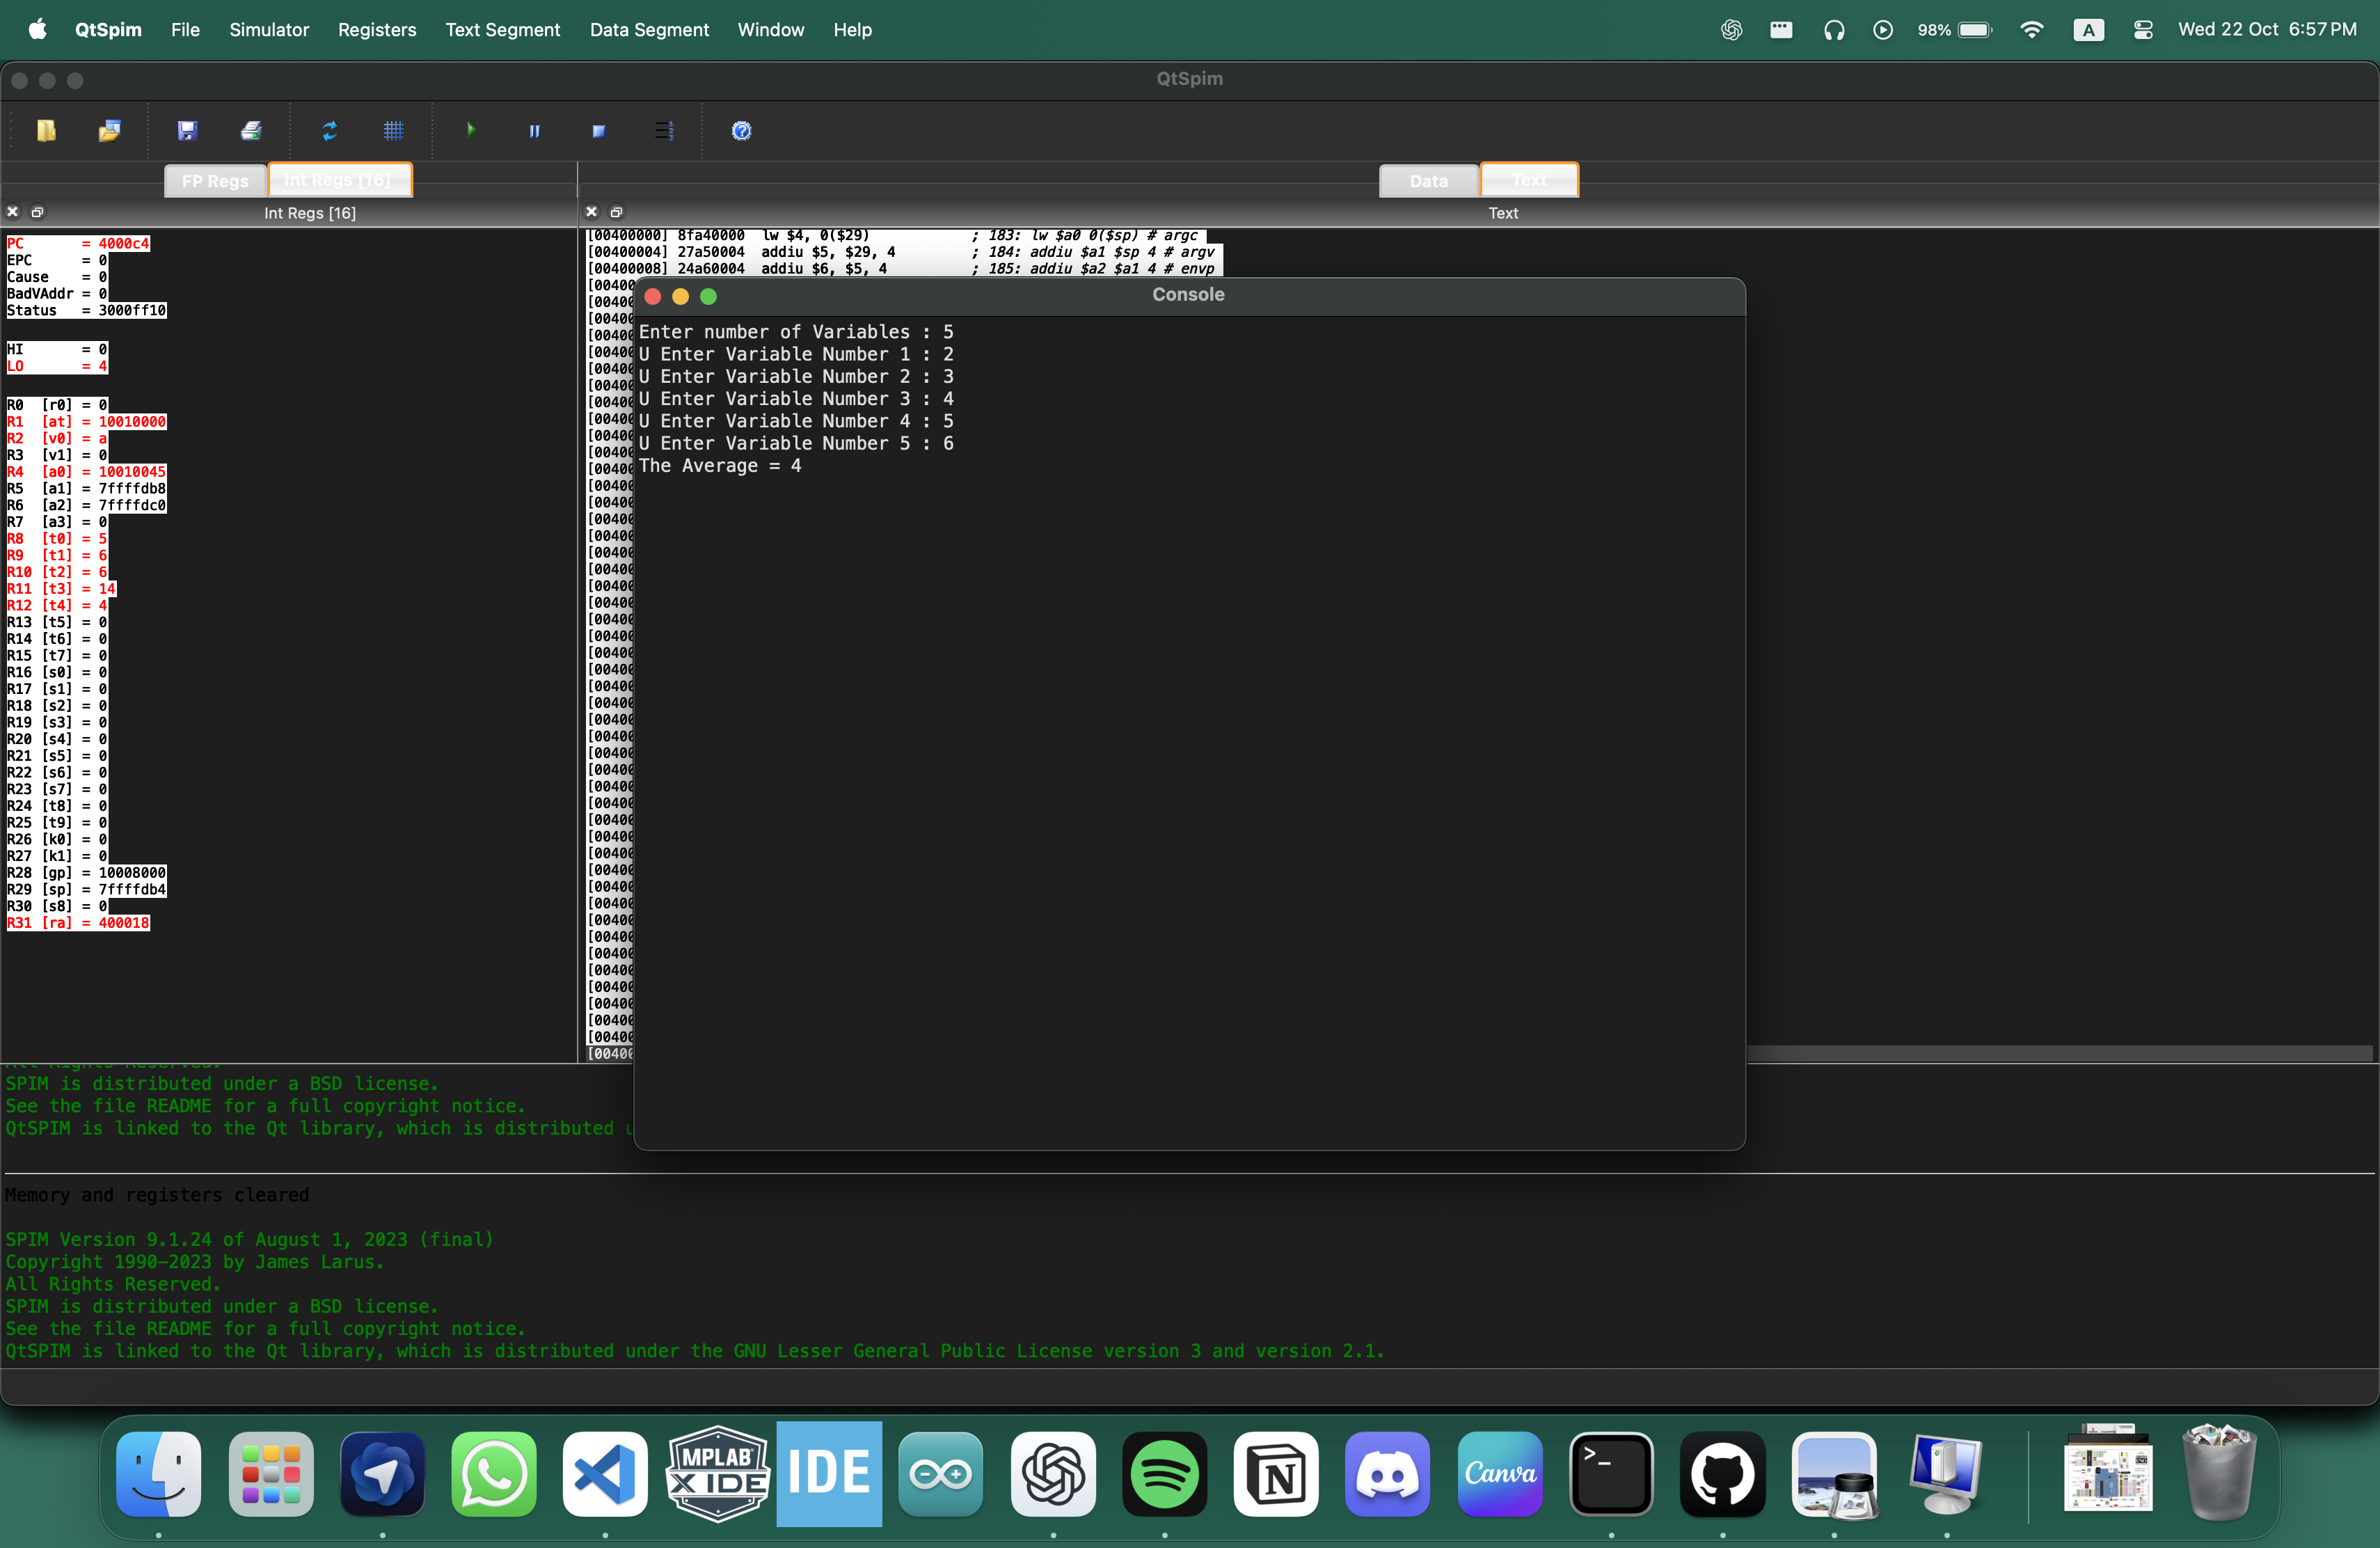 QtSpim File Simulator Registers Text Segment Data Segment Window Help 98% A Wed 22 Oct 6:57 PM
QtSpim
FP Regs Int Regs [16] Data Text
Int Regs [16] Text
PC = 4000c4
EPC = 0
Cause = 0
BadVAddr = 0
Status = 3000ff10
HI = 0
LO = 4
R0 [r0] = 0
R1 [at] = 10010000
R2 [v0] = a
R3 [v1] = 0
R4 [a0] = 10010045
R5 [a1] = 7ffffdb8
R6 [a2] = 7ffffdc0
R7 [a3] = 0
R8 [t0] = 5
R9 [t1] = 6
R10 [t2] = 6
R11 [t3] = 14
R12 [t4] = 4
R13 [t5] = 0
R14 [t6] = 0
R15 [t7] = 0
R16 [s0] = 0
R17 [s1] = 0
R18 [s2] = 0
R19 [s3] = 0
R20 [s4] = 0
R21 [s5] = 0
R22 [s6] = 0
R23 [s7] = 0
R24 [t8] = 0
R25 [t9] = 0
R26 [k0] = 0
R27 [k1] = 0
R28 [gp] = 10008000
R29 [sp] = 7ffffdb4
R30 [s8] = 0
R31 [ra] = 400018
[00400000] 8fa40000 lw $4, 0($29) ; 183: lw $a0 0($sp) # argc
[00400004] 27a50004 addiu $5, $29, 4 ; 184: addiu $a1 $sp 4 # argv
[00400008] 24a60004 addiu $6, $5, 4 ; 185: addiu $a2 $a1 4 # envp
Console
Enter number of Variables : 5
U Enter Variable Number 1 : 2
U Enter Variable Number 2 : 3
U Enter Variable Number 3 : 4
U Enter Variable Number 4 : 5
U Enter Variable Number 5 : 6
The Average = 4
All Rights Reserved.
SPIM is distributed under a BSD license.
See the file README for a full copyright notice.
QtSPIM is linked to the Qt library, which is distributed
Memory and registers cleared
SPIM Version 9.1.24 of August 1, 2023 (final)
Copyright 1990-2023 by James Larus.
All Rights Reserved.
SPIM is distributed under a BSD license.
See the file README for a full copyright notice.
QtSPIM is linked to the Qt library, which is distributed under the GNU Lesser General Public License version 3 and version 2.1.
MPLAB
X IDE
IDE
N
Canva
>_